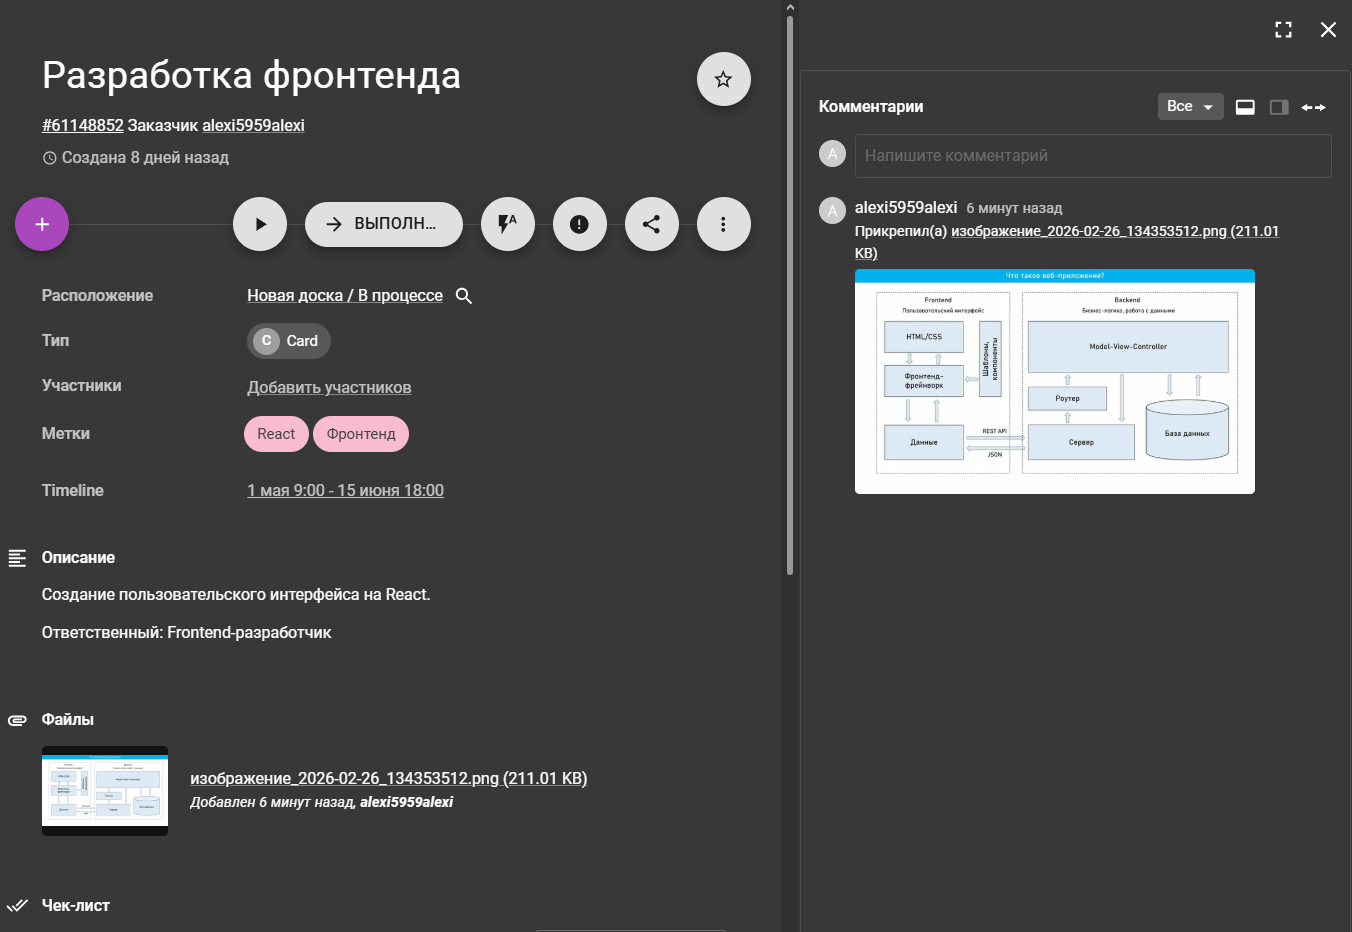 Разработка фронтенда
#61148852 Заказчик alexi5959alexi
Создана 8 дней назад
ВЫПОЛН...
Расположение
Новая доска / В процессе
Тип
C Card
Участники
Добавить участников
Метки
React
Фронтенд
Timeline
1 мая 9:00 - 15 июня 18:00
Описание
Создание пользовательского интерфейса на React.
Ответственный: Frontend-разработчик
Файлы
изображение_2026-02-26_134353512.png (211.01 KB)
Добавлен 6 минут назад, alexi5959alexi
Чек-лист
Комментарии
Все
A
Напишите комментарий
A
alexi5959alexi 6 минут назад
Прикрепил(а) изображение_2026-02-26_134353512.png (211.01
KB)
Что такое веб-приложение?
Frontend
Пользовательский интерфейс
HTML/CSS
Шаблоны,
компоненты
Фронтенд-
фреймворк
Данные
REST API
JSON
Backend
Бизнес-логика, работа с данными
Model-View-Controller
Роутер
Сервер
База данных